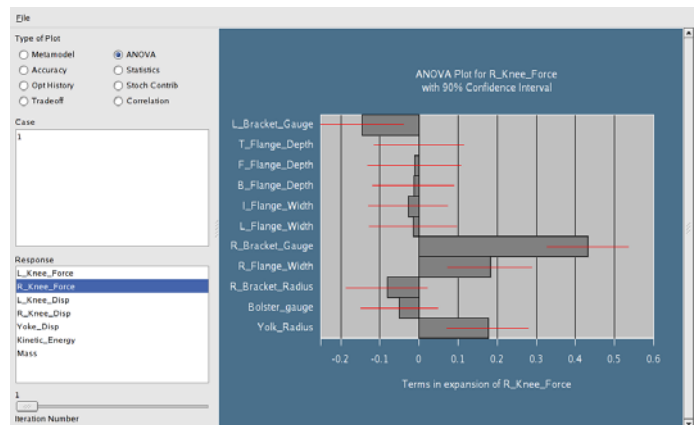 File
Type of Plot
Metamodel
ANOVA
Accuracy
Statistics
Opt History
Stoch Contrib
Tradeoff
Correlation
Case
1
Response
L_Knee_Force
R_Knee_Force
L_Knee_Disp
R_Knee_Disp
Yoke_Disp
Kinetic_Energy
Mass
1
Iteration Number
ANOVA Plot for R_Knee_Force
with 90% Confidence Interval
L_Bracket_Gauge
T_Flange_Depth
F_Flange_Depth
B_Flange_Depth
I_Flange_Width
L_Flange_Width
R_Bracket_Gauge
R_Flange_Width
R_Bracket_Radius
Bolster_gauge
Yolk_Radius
-0.2 -0.1 0 0.1 0.2 0.3 0.4 0.5 0.6
Terms in expansion of R_Knee_Force